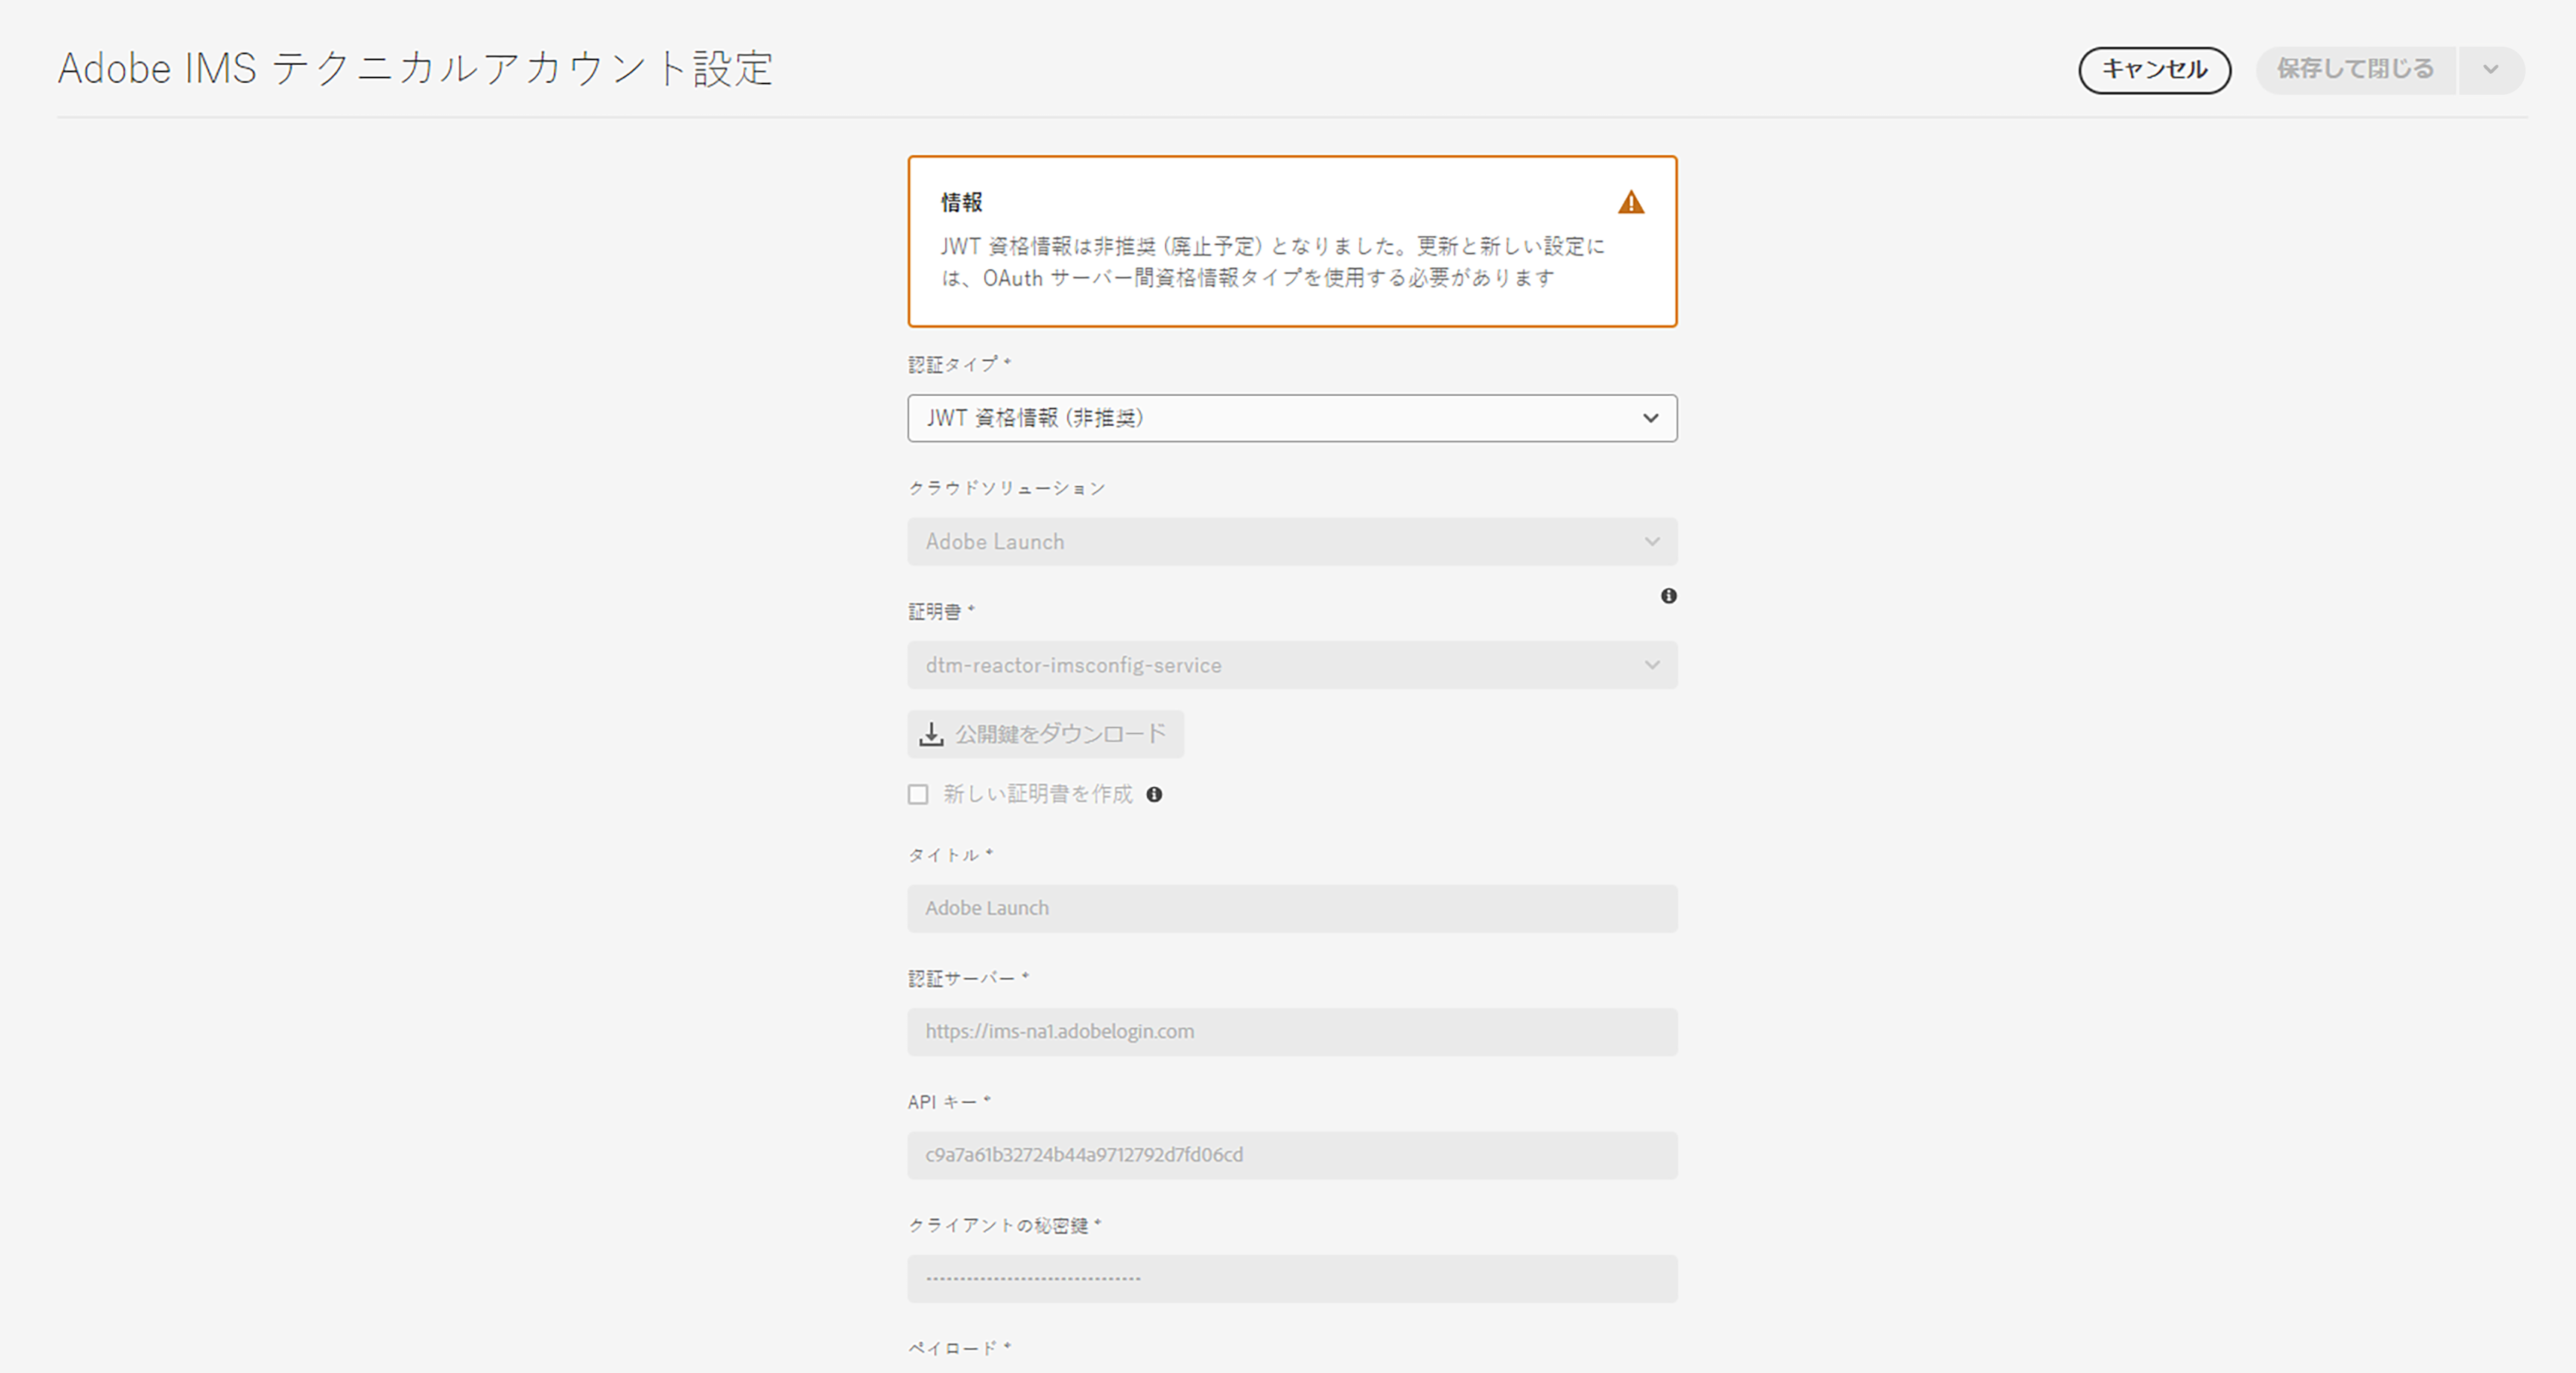 Adobe IMS テクニカルアカウント設定
キャンセル
保存して閉じる
情報
JWT 資格情報は非推奨 (廃止予定) となりました。更新と新しい設定に
は、OAuth サーバー間資格情報タイプを使用する必要があります
認証タイプ *
JWT 資格情報 (非推奨)
クラウドソリューション
Adobe Launch
証明書 *
dtm-reactor-imsconfig-service
公開鍵をダウンロード
新しい証明書を作成
タイトル *
Adobe Launch
認証サーバー *
https://ims-na1.adobelogin.com
API キー *
c9a7a61b32724b44a9712792d7fd06cd
クライアントの秘密鍵 *
ペイロード *